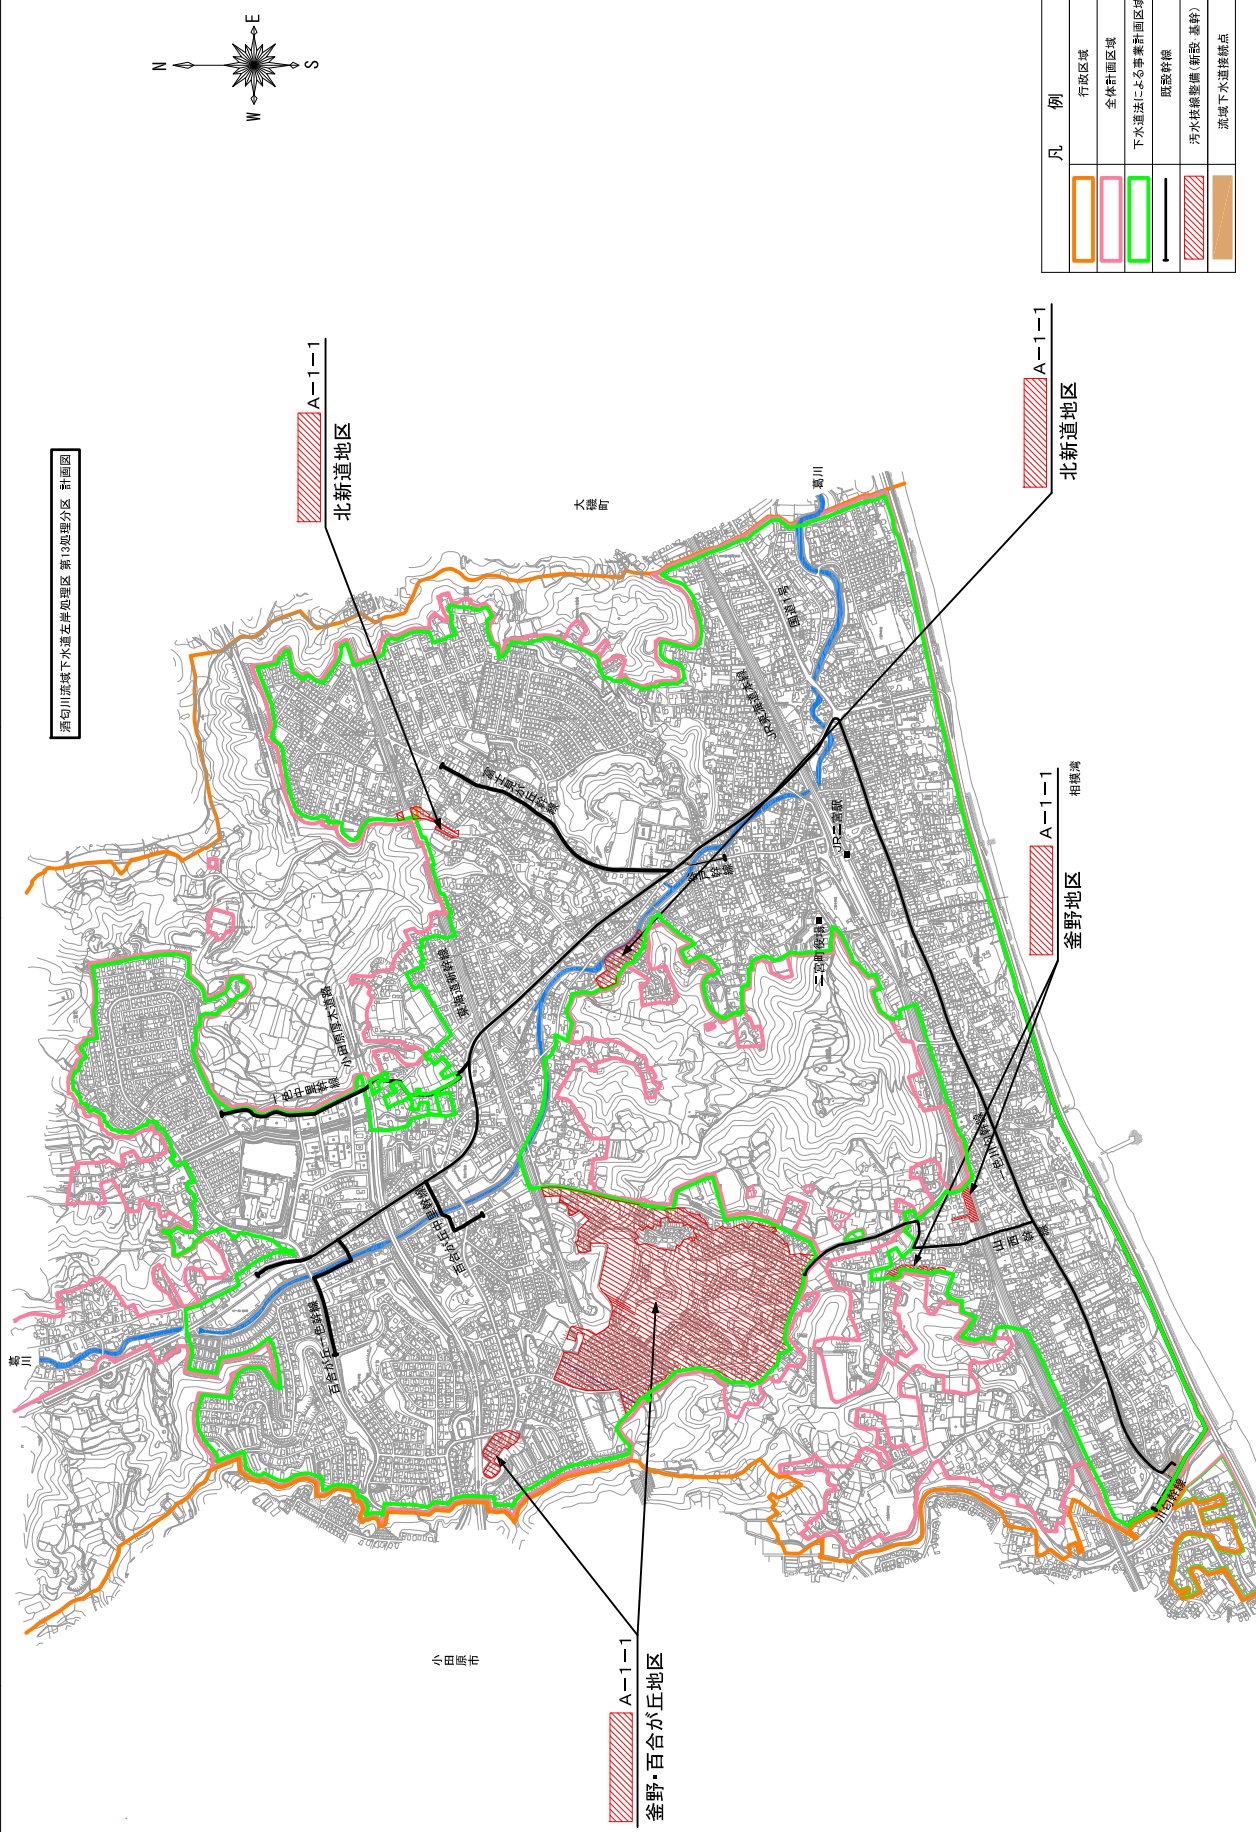 酒匂川流域下水道左岸処理区 第13処理分区 計画図
N
E
W
S
凡 例
行政区域
全体計画区域
下水道法による事業計画区域
既設幹線
汚水枝線整備(新設・基幹)
流域下水道接続点
A-1-1
北新道地区
A-1-1
北新道地区
A-1-1
釜野地区
A-1-1
釜野・百合が丘地区
大磯町
小田原市
相模湾
葛川
葛川
国道1号
JR東海道本線
JR二宮駅
二宮町役場
東海道新幹線
小田原厚木道路
富士見が丘幹線
一色中里幹線
百合が丘中里幹線
百合が丘一色幹線
山西幹線
川匂幹線